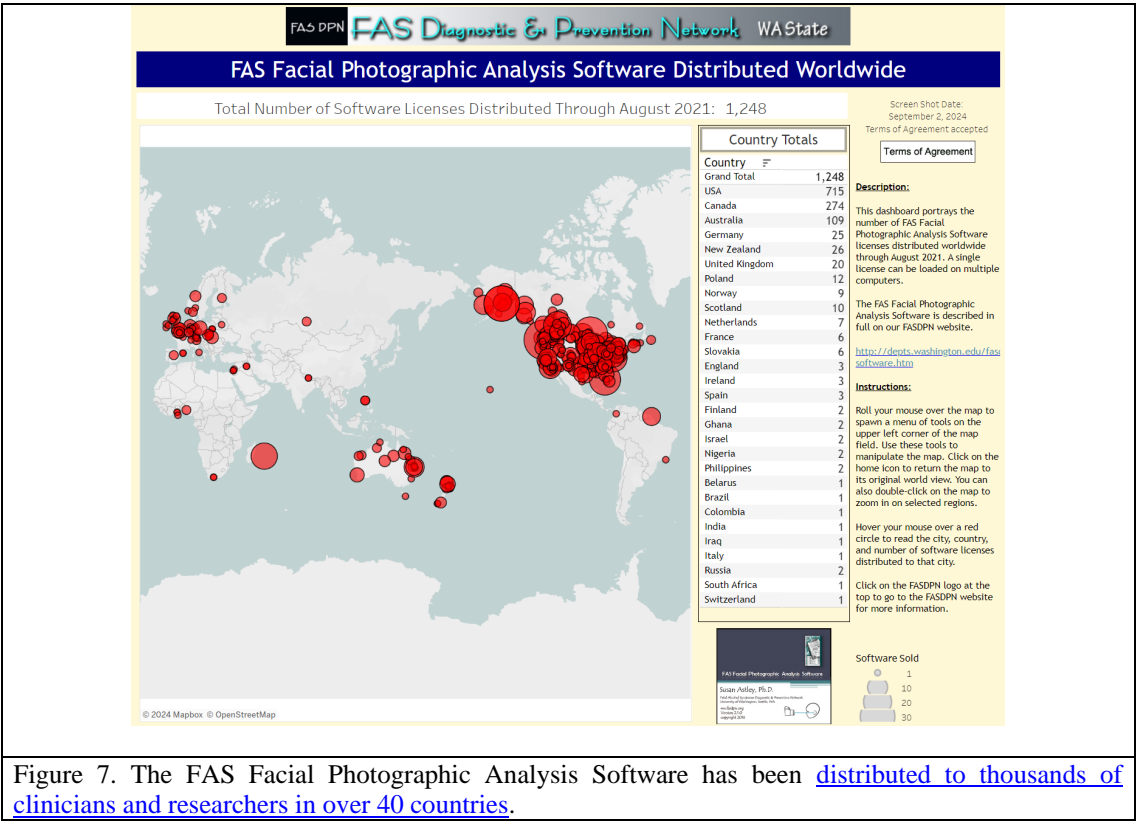 FAS DPN FAS Diagnostic & Prevention Network WA State
FAS Facial Photographic Analysis Software Distributed Worldwide
Total Number of Software Licenses Distributed Through August 2021: 1,248
Screen Shot Date:
September 2, 2024
Terms of Agreement accepted
Terms of Agreement
Country Totals
Country
Grand Total 1,248
USA 715
Canada 274
Australia 109
Germany 25
New Zealand 26
United Kingdom 20
Poland 12
Norway 9
Scotland 10
Netherlands 7
France 6
Slovakia 6
England 3
Ireland 3
Spain 3
Finland 2
Ghana 2
Israel 2
Nigeria 2
Philippines 2
Belarus 1
Brazil 1
Colombia 1
India 1
Iraq 1
Italy 1
Russia 2
South Africa 1
Switzerland 1
Description:
This dashboard portrays the
number of FAS Facial
Photographic Analysis Software
licenses distributed worldwide
through August 2021. A single
license can be loaded on multiple
computers.
The FAS Facial Photographic
Analysis Software is described in
full on our FASDPN website.
http://depts.washington.edu/fas
software.htm
Instructions:
Roll your mouse over the map to
spawn a menu of tools on the
upper left corner of the map
field. Use these tools to
manipulate the map. Click on the
home icon to return the map to
its original world view. You can
also double-click on the map to
zoom in on selected regions.
Hover your mouse over a red
circle to read the city, country,
and number of software licenses
distributed to that city.
Click on the FASDPN logo at the
top to go to the FASDPN website
for more information.
FAS Facial Photographic Analysis Software
Susan Astley, Ph.D.
Software Sold
1
10
20
30
© 2024 Mapbox © OpenStreetMap
Figure 7. The FAS Facial Photographic Analysis Software has been distributed to thousands of
clinicians and researchers in over 40 countries.